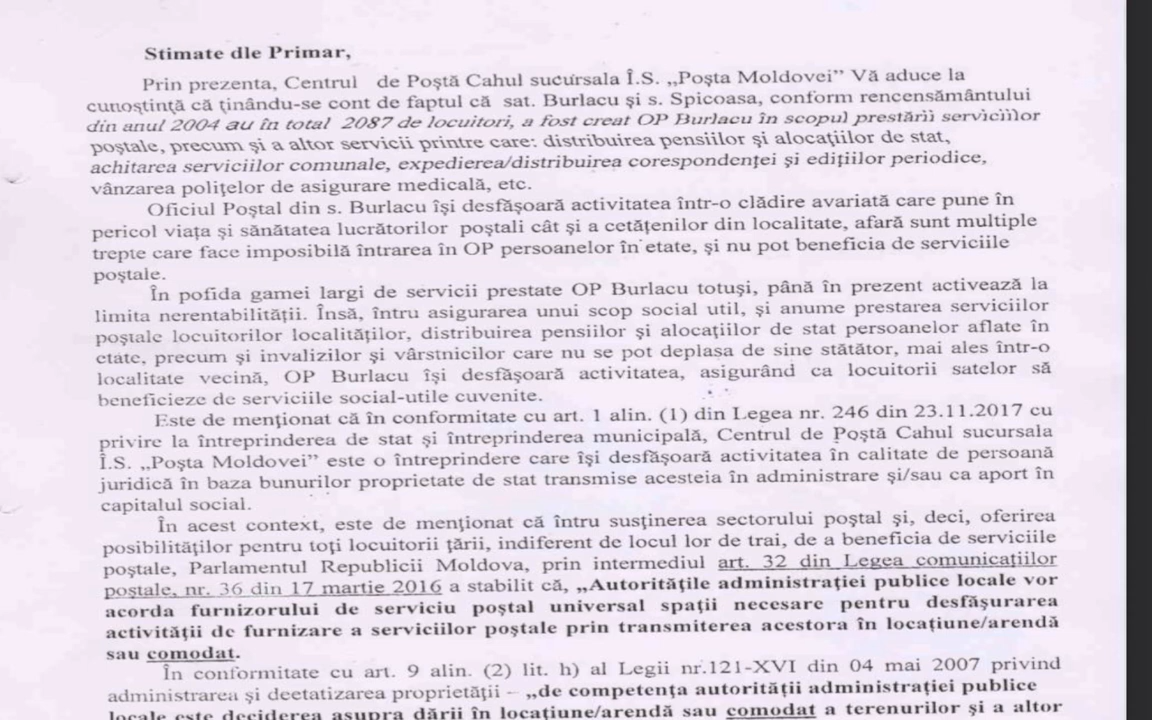 Stimate dle Primar,
Prin prezenta, Centrul de Poştă Cahul sucursala Î.S. „Poşta Moldovei” Vă aduce la
cunoştinţă că ţinându-se cont de faptul că sat. Burlacu şi s. Spicoasa, conform rencensământului
din anul 2004 au în total 2087 de locuitori, a fost creat OP Burlacu în scopul prestării serviciilor
poştale, precum şi a altor servicii printre care: distribuirea pensiilor şi alocaţiilor de stat,
achitarea serviciilor comunale, expedierea/distribuirea corespondenţei şi ediţiilor periodice,
vânzarea poliţelor de asigurare medicală, etc.
Oficiul Poştal din s. Burlacu îşi desfăşoară activitatea într-o clădire avariată care pune în
pericol viaţa şi sănătatea lucrătorilor poştali cât şi a cetăţenilor din localitate, afară sunt multiple
trepte care face imposibilă întrarea în OP persoanelor în etate, şi nu pot beneficia de serviciile
poştale.
În pofida gamei largi de servicii prestate OP Burlacu totuşi, până în prezent activează la
limita nerentabilităţii. Însă, întru asigurarea unui scop social util, şi anume prestarea serviciilor
poştale locuitorilor localităţilor, distribuirea pensiilor şi alocaţiilor de stat persoanelor aflate în
etate, precum şi invalizilor şi vârstnicilor care nu se pot deplasa de sine stătător, mai ales într-o
localitate vecină, OP Burlacu îşi desfăşoară activitatea, asigurând ca locuitorii satelor să
beneficieze de serviciile social-utile cuvenite.
Este de menţionat că în conformitate cu art. 1 alin. (1) din Legea nr. 246 din 23.11.2017 cu
privire la întreprinderea de stat şi întreprinderea municipală, Centrul de Poştă Cahul sucursala
Î.S. „Poşta Moldovei” este o întreprindere care îşi desfăşoară activitatea în calitate de persoană
juridică în baza bunurilor proprietate de stat transmise acesteia în administrare şi/sau ca aport în
capitalul social.
În acest context, este de menţionat că întru susţinerea sectorului poştal şi, deci, oferirea
posibilităţilor pentru toţi locuitorii ţării, indiferent de locul lor de trai, de a beneficia de serviciile
poştale, Parlamentul Republicii Moldova, prin intermediul art. 32 din Legea comunicaţiilor
poştale, nr. 36 din 17 martie 2016 a stabilit că, „Autorităţile administraţiei publice locale vor
acorda furnizorului de serviciu poştal universal spaţii necesare pentru desfăşurarea
activităţii de furnizare a serviciilor poştale prin transmiterea acestora în locaţiune/arendă
sau comodat.
În conformitate cu art. 9 alin. (2) lit. h) al Legii nr.121-XVI din 04 mai 2007 privind
administrarea şi deetatizarea proprietăţii – „de competenţa autorităţii administraţiei publice
locale este deciderea asupra dării în locaţiune/arendă sau comodat a terenurilor şi a altor